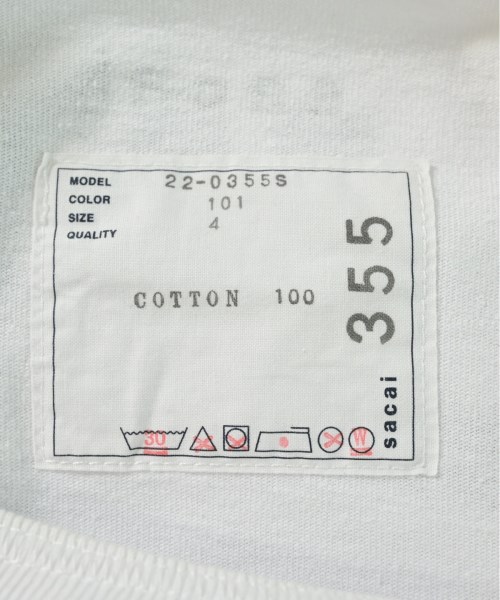 MODEL 22-0355S
COLOR 101
SIZE 4
QUALITY
COTTON 100
355
sacai
30
W